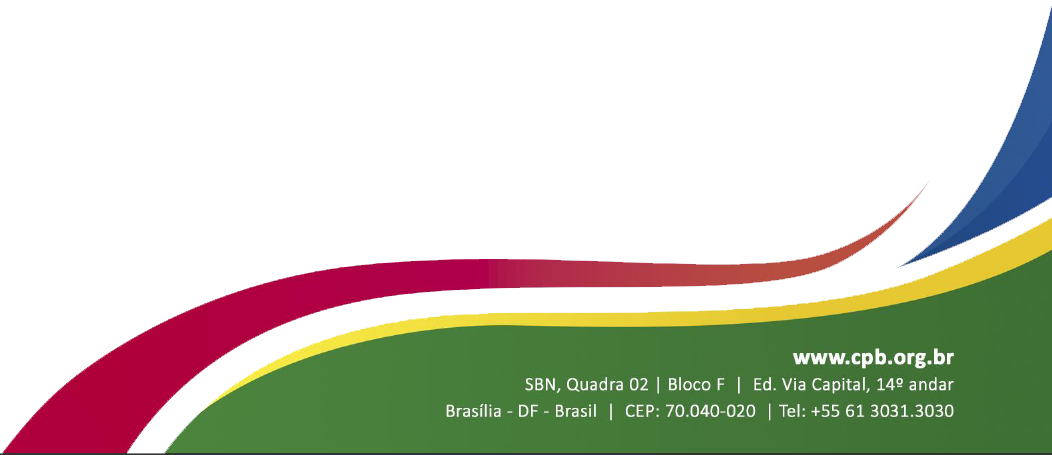 www.cpb.org.br
SBN, Quadra 02 | Bloco F | Ed. Via Capital, 14º andar
Brasília - DF - Brasil | CEP: 70.040-020 | Tel: +55 61 3031.3030